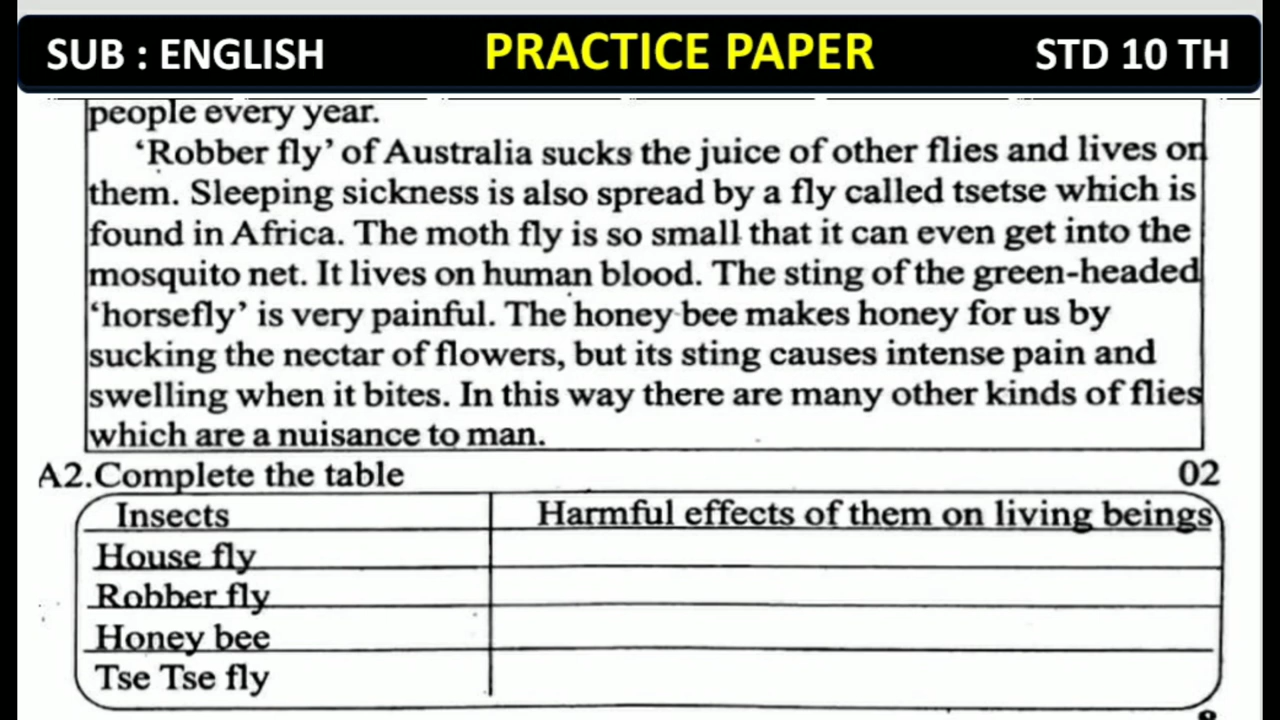 SUB : ENGLISH PRACTICE PAPER STD 10 TH
people every year.
‘Robber fly’ of Australia sucks the juice of other flies and lives on
them. Sleeping sickness is also spread by a fly called tsetse which is
found in Africa. The moth fly is so small that it can even get into the
mosquito net. It lives on human blood. The sting of the green-headed
‘horsefly’ is very painful. The honey bee makes honey for us by
sucking the nectar of flowers, but its sting causes intense pain and
swelling when it bites. In this way there are many other kinds of flies
which are a nuisance to man.
A2.Complete the table 02
Insects Harmful effects of them on living beings
House fly
Robber fly
Honey bee
Tse Tse fly